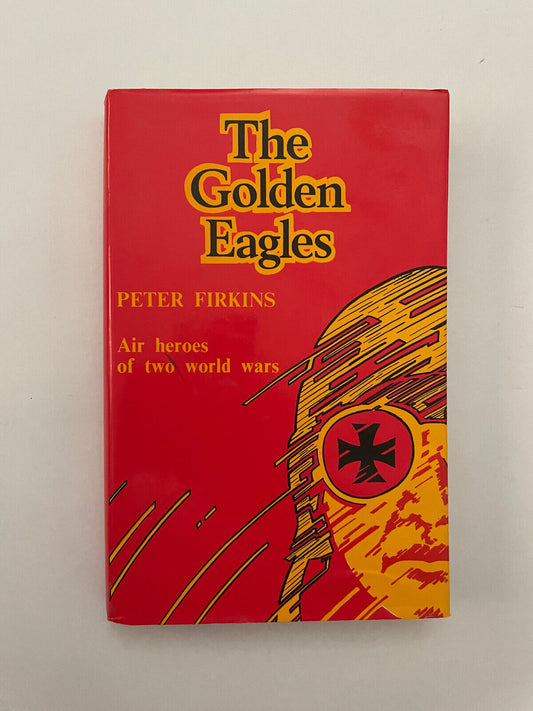 The
Golden
Eagles
PETER FIRKINS
Air heroes
of two world wars